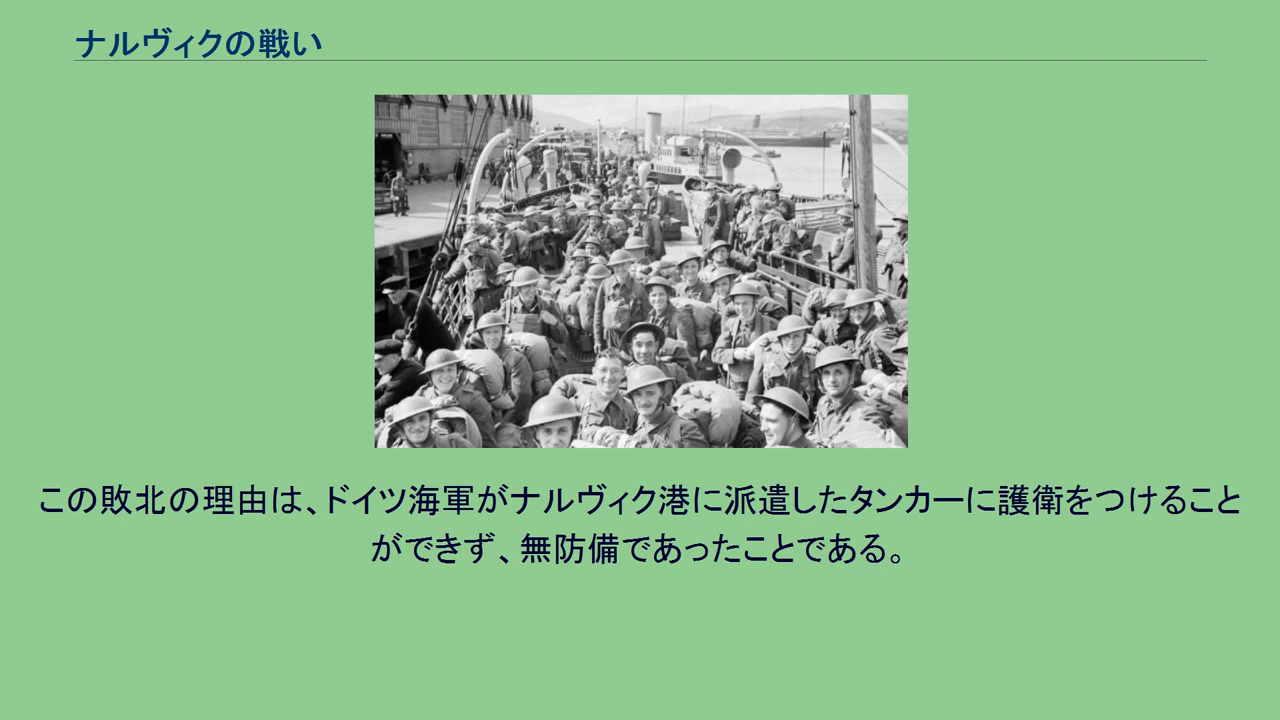 ナルヴィクの戦い
この敗北の理由は、ドイツ海軍がナルヴィク港に派遣したタンカーに護衛をつけること
ができず、無防備であったことである。